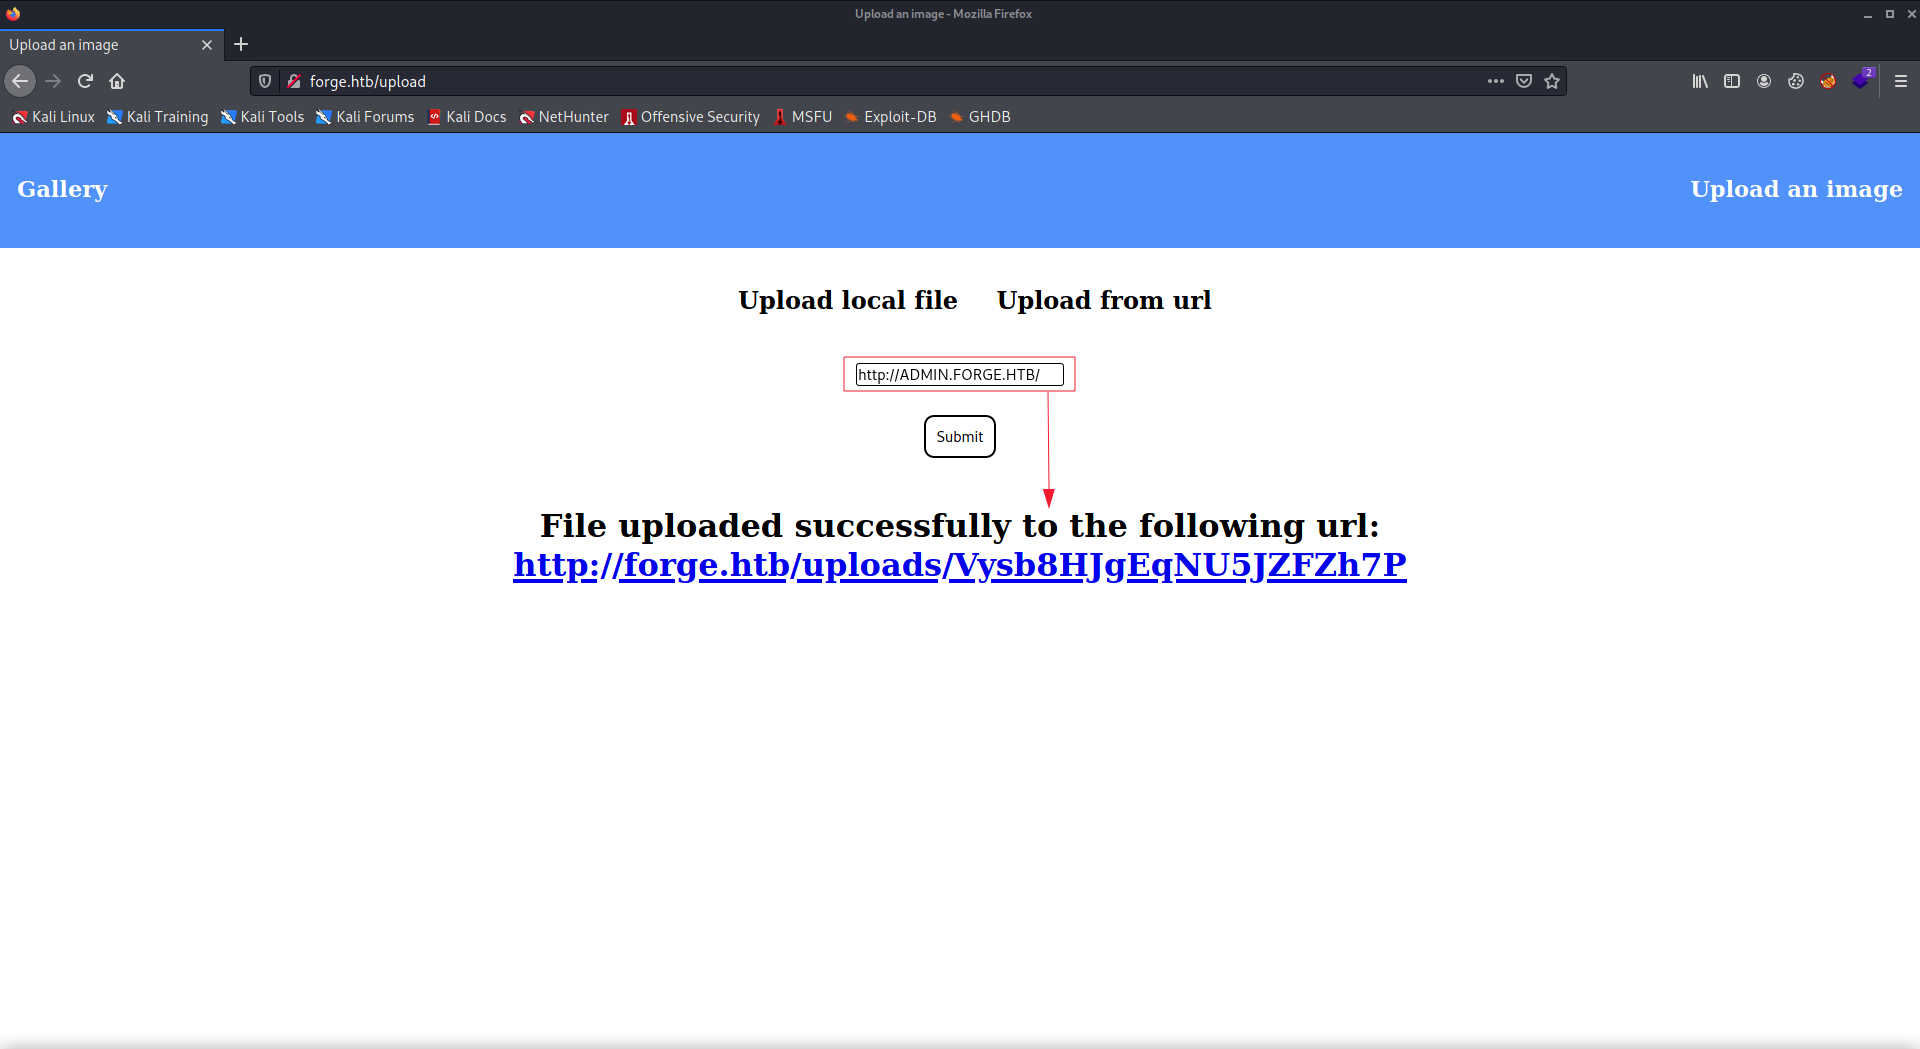 Upload an image - Mozilla Firefox
Upload an image
forge.htb/upload
2
Kali Linux Kali Training Kali Tools Kali Forums Kali Docs NetHunter Offensive Security MSFU Exploit-DB GHDB
Gallery Upload an image
Upload local file Upload from url
http://ADMIN.FORGE.HTB/
Submit
File uploaded successfully to the following url:
http://forge.htb/uploads/Vysb8HJgEqNU5JZFZh7P